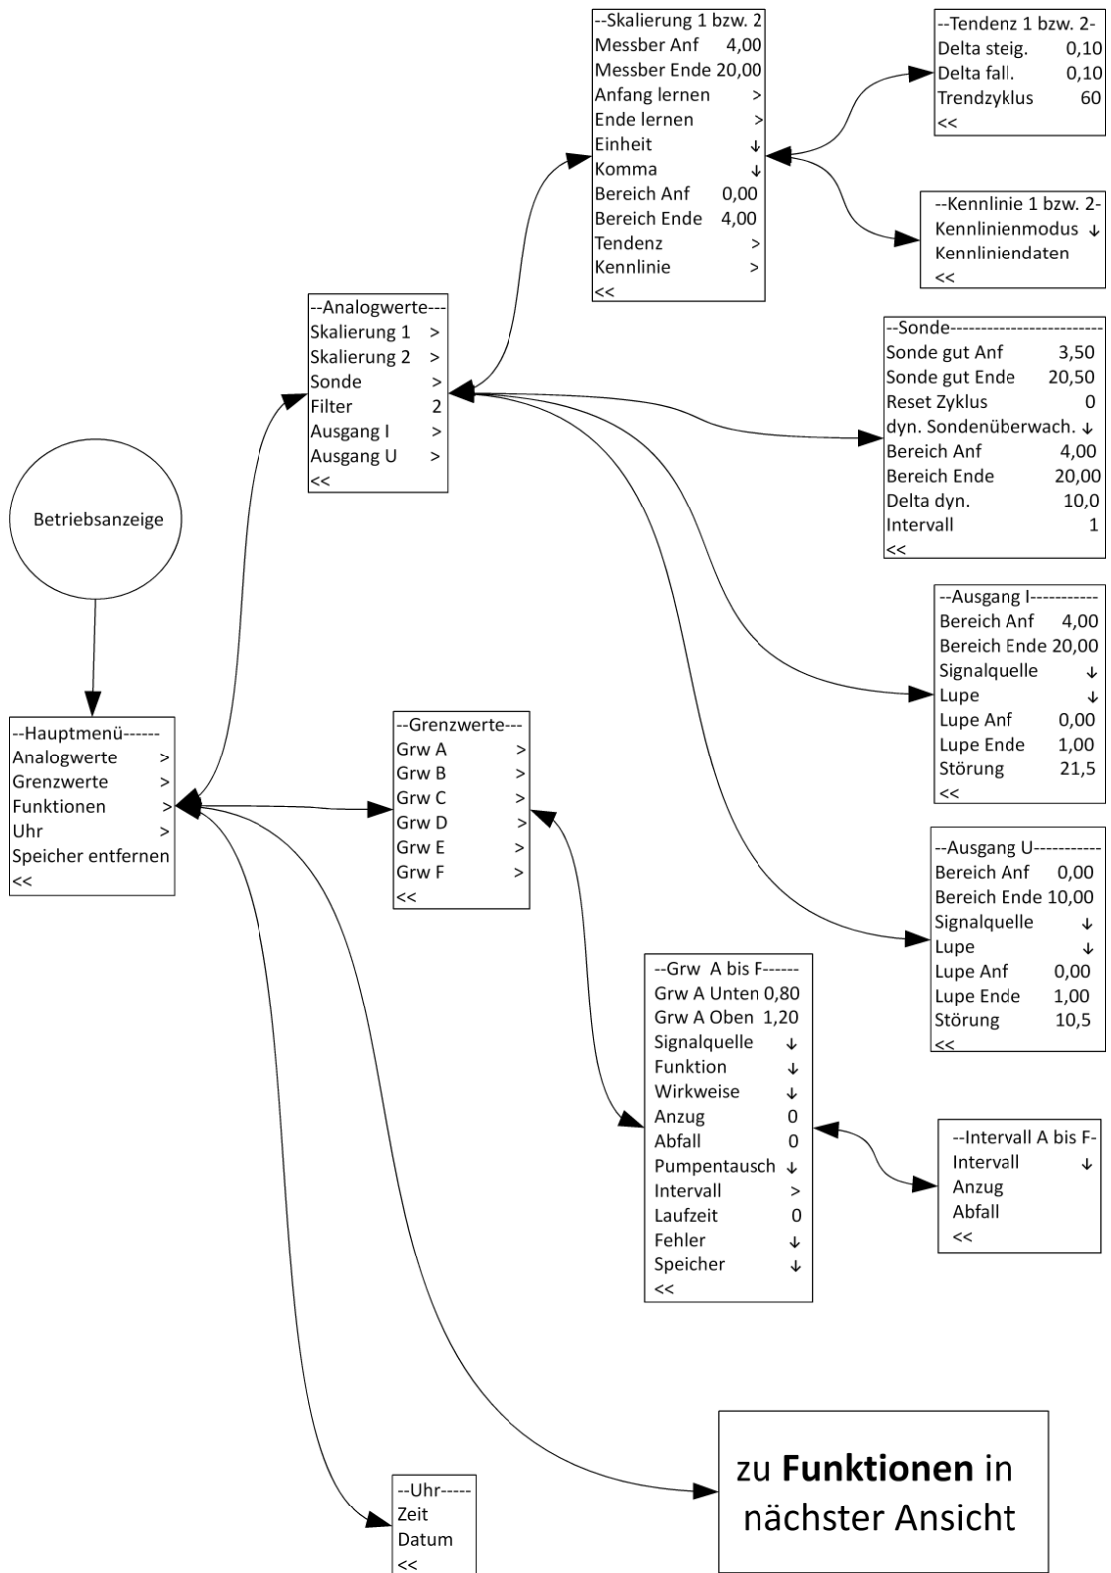 Betriebsanzeige
--Hauptmenü------
Analogwerte >
Grenzwerte >
Funktionen >
Uhr >
Speicher entfernen
<<
--Analogwerte---
Skalierung 1 >
Skalierung 2 >
Sonde >
Filter 2
Ausgang I >
Ausgang U >
<<
--Skalierung 1 bzw. 2
Messber Anf 4,00
Messber Ende 20,00
Anfang lernen >
Ende lernen >
Einheit ↓
Komma ↓
Bereich Anf 0,00
Bereich Ende 4,00
Tendenz >
Kennlinie >
<<
--Tendenz 1 bzw. 2-
Delta steig. 0,10
Delta fall. 0,10
Trendzyklus 60
<<
--Kennlinie 1 bzw. 2-
Kennlinienmodus ↓
Kennliniendaten
<<
--Sonde-------------------------
Sonde gut Anf 3,50
Sonde gut Ende 20,50
Reset Zyklus 0
dyn. Sondenüberwach. ↓
Bereich Anf 4,00
Bereich Ende 20,00
Delta dyn. 10,0
Intervall 1
<<
--Ausgang I-----------
Bereich Anf 4,00
Bereich Ende 20,00
Signalquelle ↓
Lupe ↓
Lupe Anf 0,00
Lupe Ende 1,00
Störung 21,5
<<
--Ausgang U-----------
Bereich Anf 0,00
Bereich Ende 10,00
Signalquelle ↓
Lupe ↓
Lupe Anf 0,00
Lupe Ende 1,00
Störung 10,5
<<
--Grenzwerte---
Grw A >
Grw B >
Grw C >
Grw D >
Grw E >
Grw F >
<<
--Grw A bis F------
Grw A Unten 0,80
Grw A Oben 1,20
Signalquelle ↓
Funktion ↓
Wirkweise ↓
Anzug 0
Abfall 0
Pumpentausch ↓
Intervall >
Laufzeit 0
Fehler ↓
Speicher ↓
<<
--Intervall A bis F-
Intervall ↓
Anzug
Abfall
<<
zu Funktionen in
nächster Ansicht
--Uhr-----
Zeit
Datum
<<